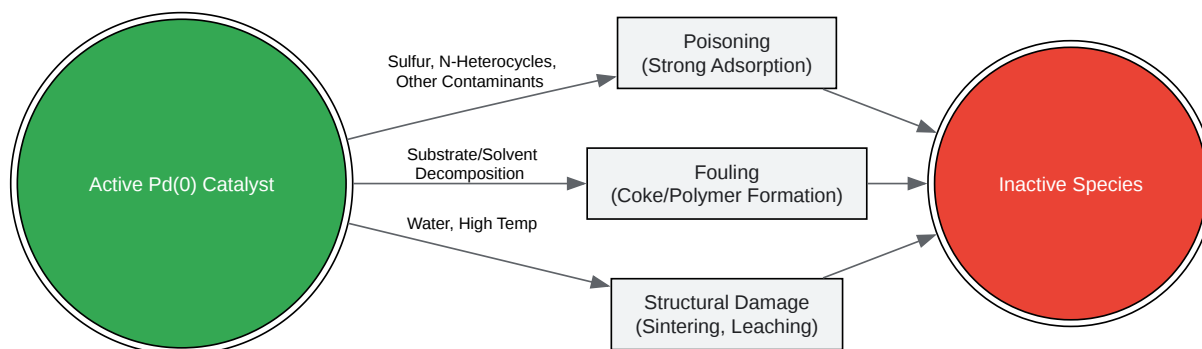 Active Pd(0) Catalyst
Sulfur, N-Heterocycles,
Other Contaminants
Substrate/Solvent
Decomposition
Water, High Temp
Poisoning
(Strong Adsorption)
Fouling
(Coke/Polymer Formation)
Structural Damage
(Sintering, Leaching)
Inactive Species